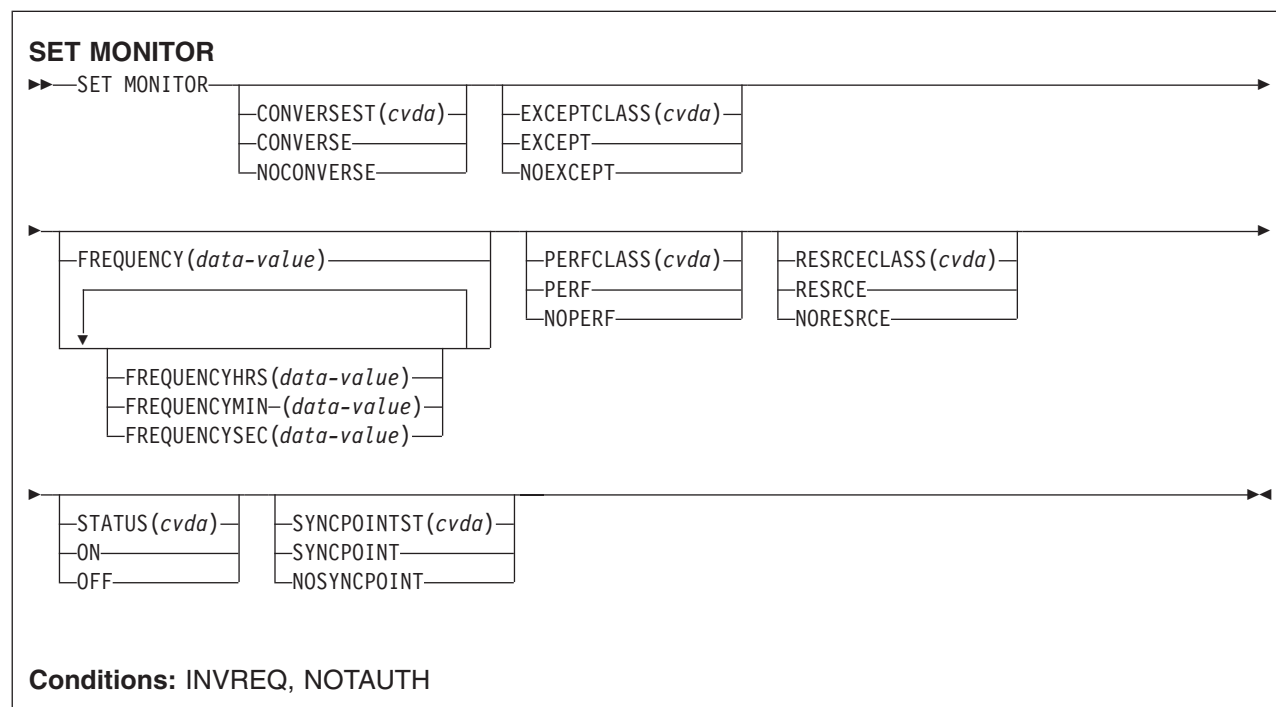 SET MONITOR
SET MONITOR
CONVERSEST(cvda) EXCEPTCLASS(cvda)
CONVERSE EXCEPT
NOCONVERSE NOEXCEPT
FREQUENCY(data-value) PERFCLASS(cvda) RESRCECLASS(cvda)
PERF RESRCE
NOPERF NORESRCE
FREQUENCYHRS(data-value)
FREQUENCYMIN-(data-value)
FREQUENCYSEC(data-value)
STATUS(cvda) SYNCPOINTST(cvda)
ON SYNCPOINT
OFF NOSYNCPOINT
Conditions: INVREQ, NOTAUTH